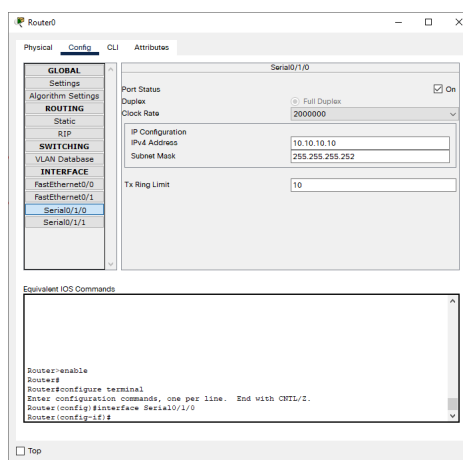 Router0
Physical Config CLI Attributes
GLOBAL
Settings
Algorithm Settings
ROUTING
Static
RIP
SWITCHING
VLAN Database
INTERFACE
FastEthernet0/0
FastEthernet0/1
Serial0/1/0
Serial0/1/1
Serial0/1/0
Port Status On
Duplex Full Duplex
Clock Rate 2000000
IP Configuration
IPv4 Address 10.10.10.10
Subnet Mask 255.255.255.252
Tx Ring Limit 10
Equivalent IOS Commands
Router>enable
Router#
Router#configure terminal
Enter configuration commands, one per line. End with CNTL/Z.
Router(config)#interface Serial0/1/0
Router(config-if)#
Top